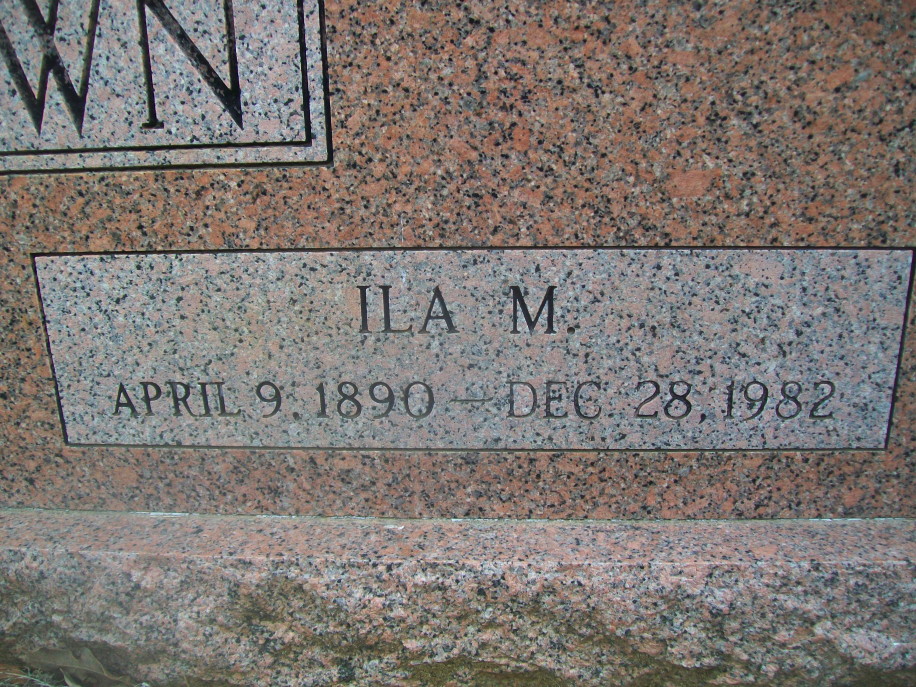 WN
ILA M.
APRIL 9, 1890 — DEC. 28, 1982